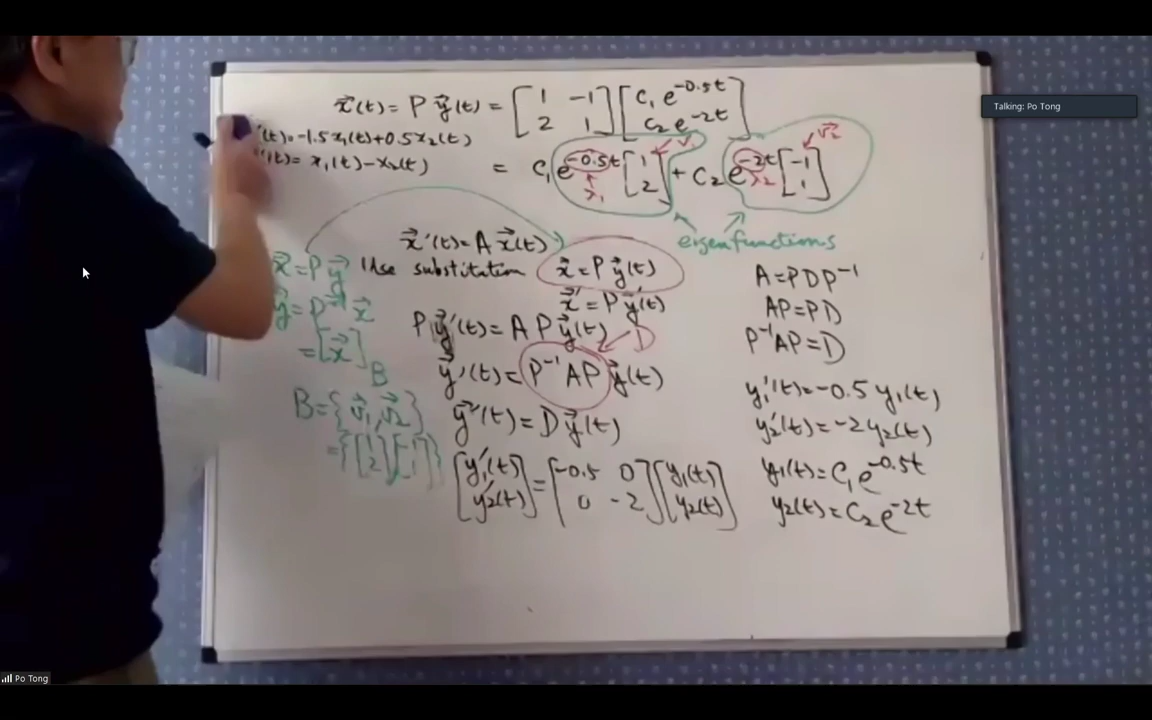 Talking: Po Tong
x⃗(t) = P y⃗(t) = [1 -1; 2 1] [c₁ e^{-0.5t}; c₂ e^{-2t}]
'(t) = -1.5 x₁(t) + 0.5 x₂(t)
'(t) = x₁(t) - x₂(t)
= c₁ e^{-0.5t} [1; 2] + c₂ e^{-2t} [-1; 1]
λ₁ v⃗₁ λ₂ v⃗₂
eigenfunctions
x⃗'(t) = A x⃗(t)
Use substitution x⃗ = P y⃗(t)
x⃗' = P y⃗'(t)
P y⃗'(t) = A P y⃗(t)
D
y⃗'(t) = P⁻¹AP y⃗(t)
y⃗'(t) = D y⃗(t)
[y₁'(t); y₂'(t)] = [-0.5 0; 0 -2] [y₁(t); y₂(t)]
x⃗ = P y⃗
y⃗ = P⁻¹ x⃗
= [x⃗]_B
B = {v⃗₁, v⃗₂}
= {[1; 2] [-1; 1]}
A = PDP⁻¹
AP = PD
P⁻¹AP = D
y₁'(t) = -0.5 y₁(t)
y₂'(t) = -2 y₂(t)
y₁(t) = C₁ e^{-0.5t}
y₂(t) = C₂ e^{-2t}
Po Tong